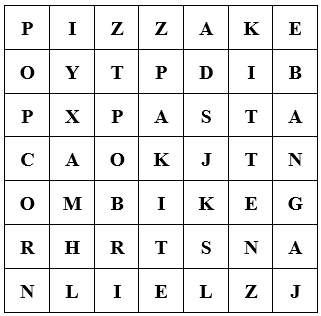 P I Z Z A K E
O Y T P D I B
P X P A S T A
C A O K J T N
O M B I K E G
R H R T S N A
N L I E L Z J